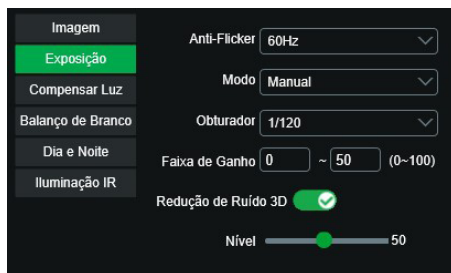 Imagem
Exposição
Compensar Luz
Balanço de Branco
Dia e Noite
Iluminação IR
Anti-Flicker 60Hz
Modo Manual
Obturador 1/120
Faixa de Ganho 0 ~ 50 (0~100)
Redução de Ruído 3D
Nível 50